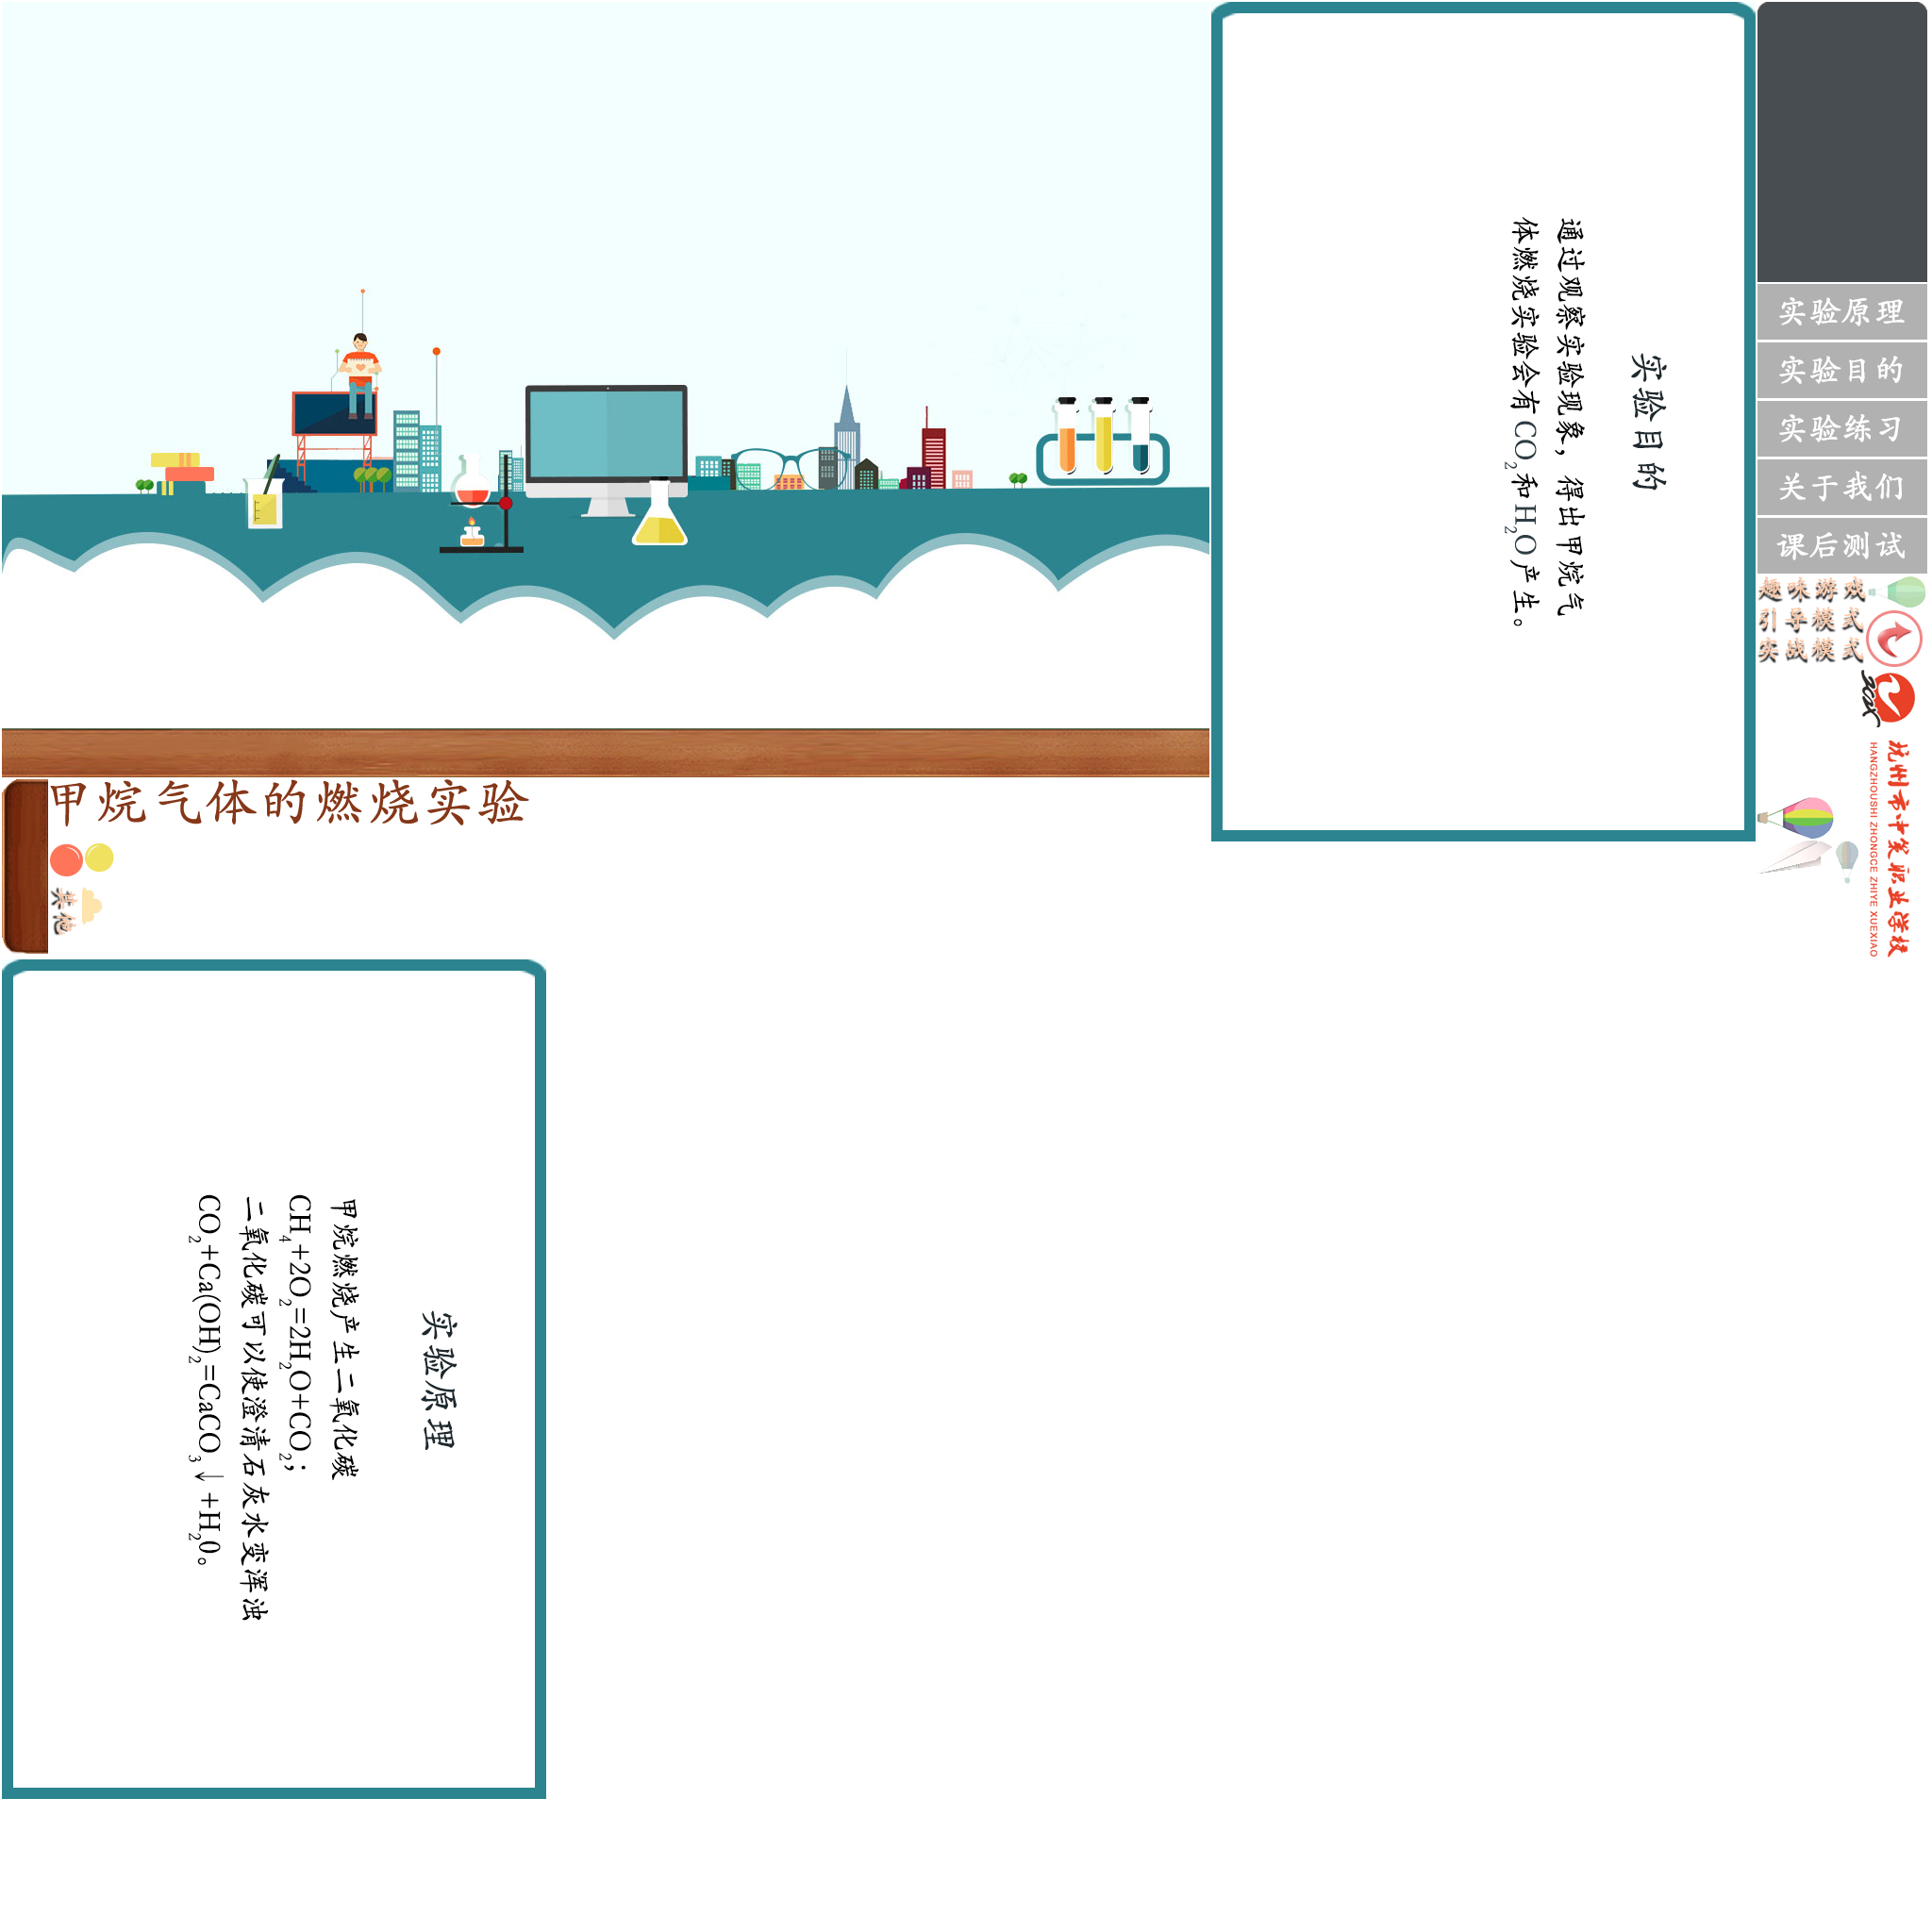 实验目的
通过观察实验现象，得出甲烷气
体燃烧实验会有CO₂和H₂O产生。
实验原理
实验目的
实验练习
关于我们
课后测试
趣味游戏
引导模式
实战模式
杭州市中策职业学校
HANGZHOUSHI ZHONGCE ZHIYE XUEXIAO
甲烷气体的燃烧实验
其他
实验原理
甲烷燃烧产生二氧化碳
CH₄+2O₂=2H₂O+CO₂；
二氧化碳可以使澄清石灰水变浑浊
CO₂+Ca(OH)₂=CaCO₃↓+H₂0。